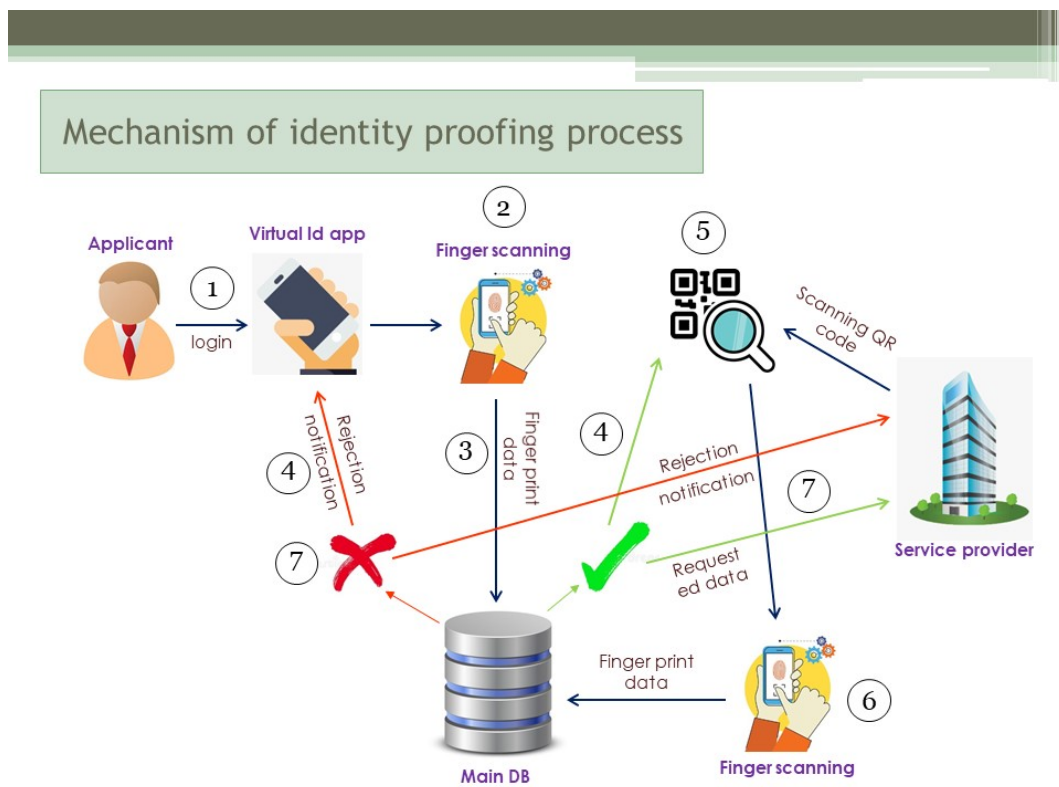 Mechanism of identity proofing process
2
5
Applicant
Virtual Id app
Finger scanning
1
login
Scanning QR
code
Rejection
notification
4
3
Finger print
data
4
Rejection
notification
7
7
Service provider
Request
ed data
Finger print
data
6
Main DB
Finger scanning